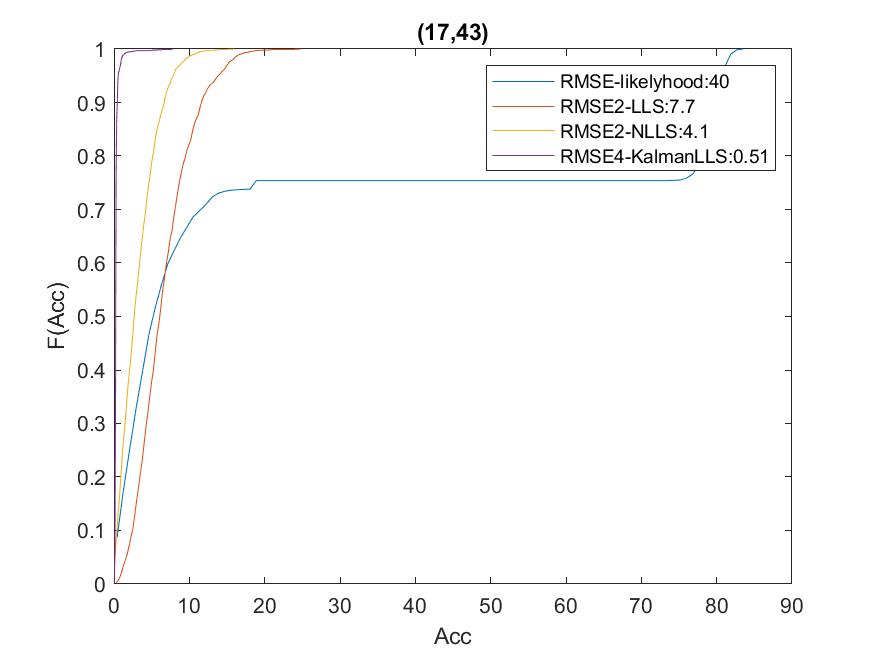 (17,43)
RMSE-likelyhood:40
RMSE2-LLS:7.7
RMSE2-NLLS:4.1
RMSE4-KalmanLLS:0.51
F(Acc)
1
0.9
0.8
0.7
0.6
0.5
0.4
0.3
0.2
0.1
0
0 10 20 30 40 50 60 70 80 90
Acc